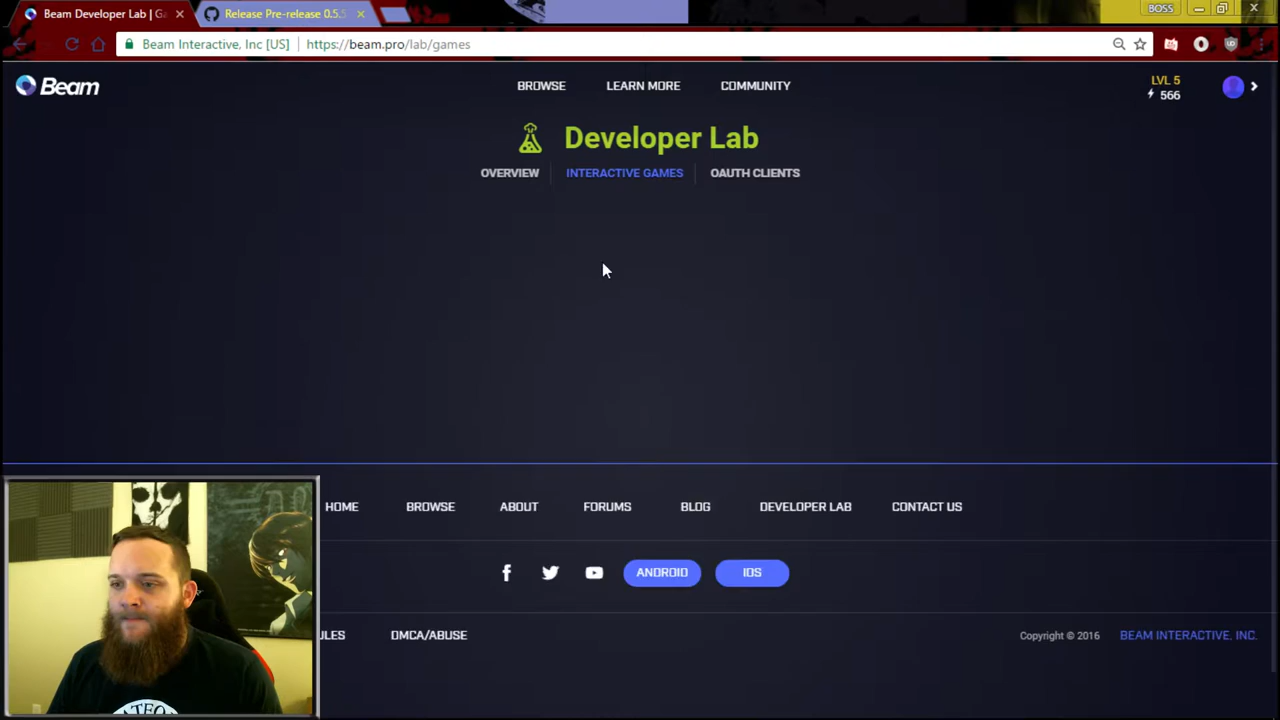 Beam Developer Lab | Ga
Release Pre-release 0.5.5
BOSS
Beam Interactive, Inc [US]
https://beam.pro/lab/games
Beam
BROWSE
LEARN MORE
COMMUNITY
LVL 5
566
Developer Lab
OVERVIEW
INTERACTIVE GAMES
OAUTH CLIENTS
HOME
BROWSE
ABOUT
FORUMS
BLOG
DEVELOPER LAB
CONTACT US
ANDROID
IOS
ULES
DMCA/ABUSE
Copyright © 2016
BEAM INTERACTIVE, INC.